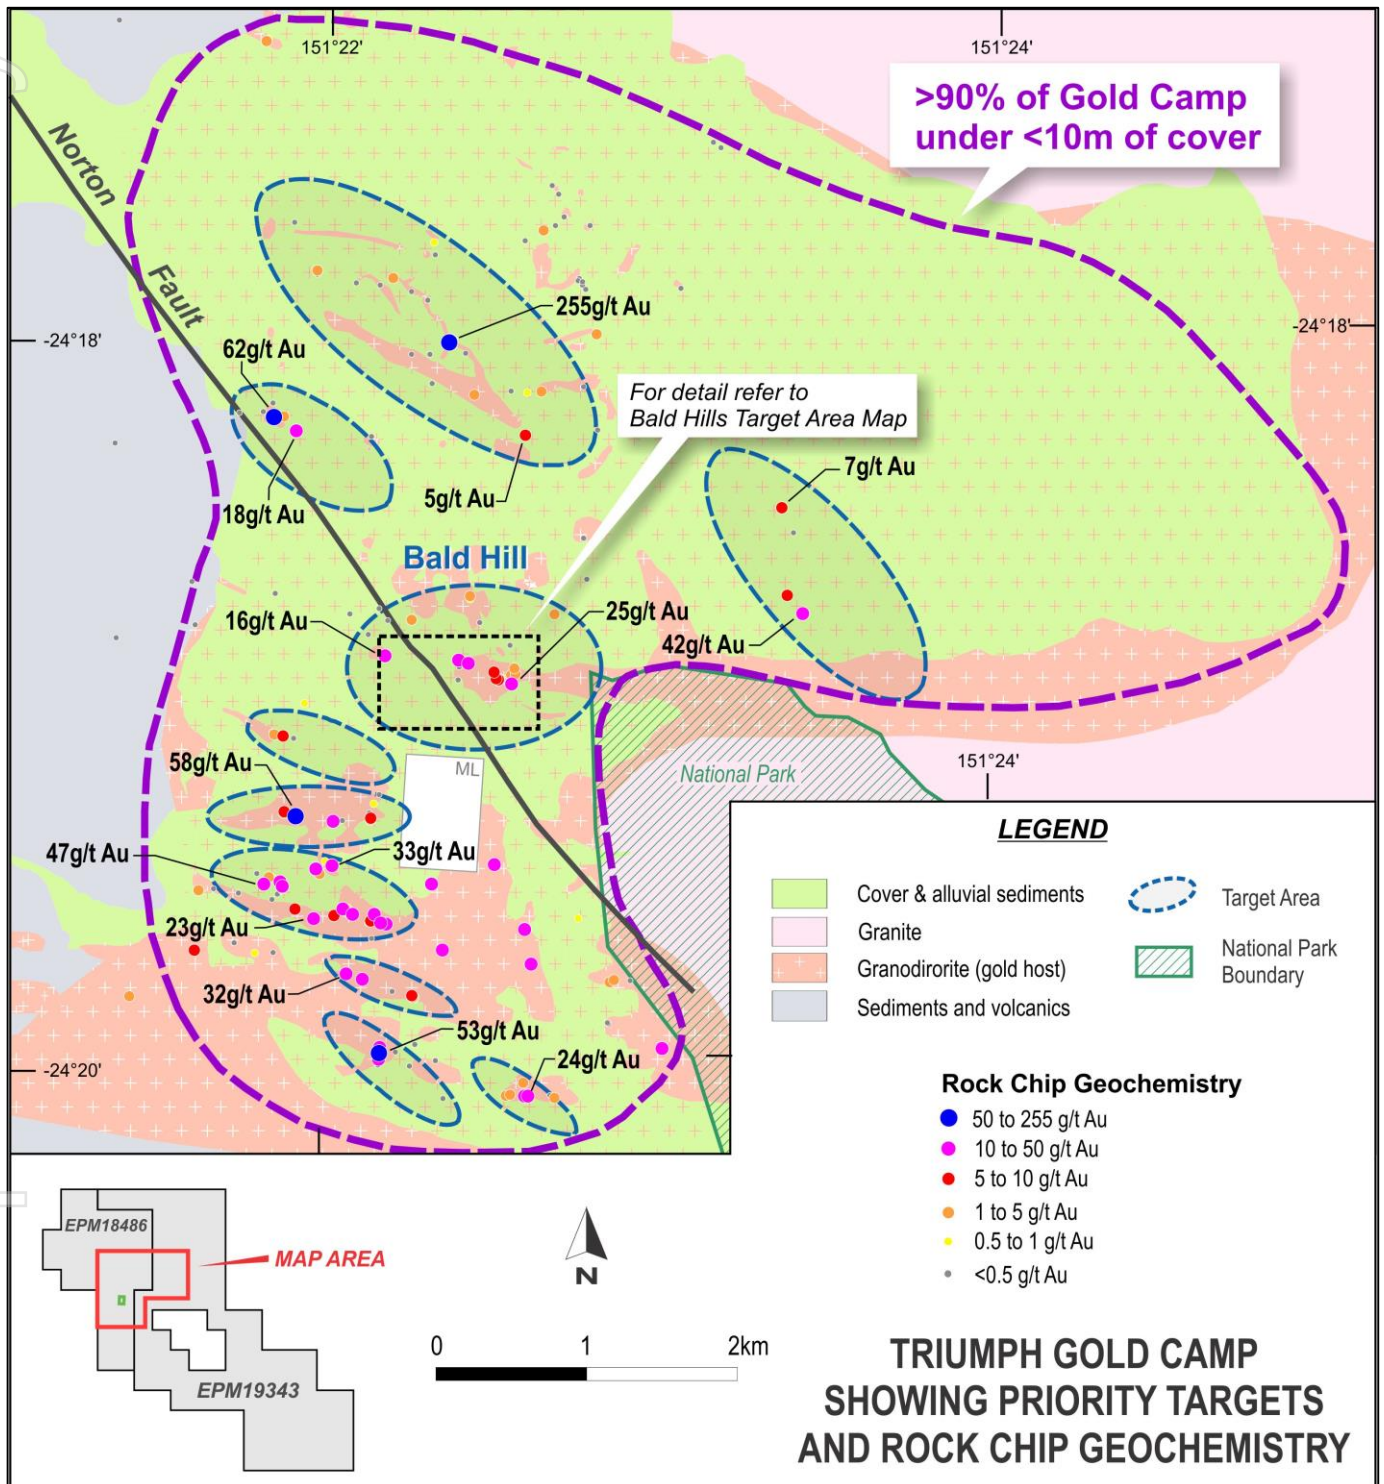 151°22'
151°24'
>90% of Gold Camp
under <10m of cover
Norton
Fault
255g/t Au
-24°18'
-24°18'
62g/t Au
For detail refer to
Bald Hills Target Area Map
7g/t Au
5g/t Au
18g/t Au
Bald Hill
16g/t Au
25g/t Au
42g/t Au
58g/t Au
ML
National Park
151°24'
47g/t Au
33g/t Au
23g/t Au
32g/t Au
53g/t Au
24g/t Au
-24°20'
LEGEND
Cover & alluvial sediments
Granite
Granodirorite (gold host)
Sediments and volcanics
Target Area
National Park
Boundary
Rock Chip Geochemistry
50 to 255 g/t Au
10 to 50 g/t Au
5 to 10 g/t Au
1 to 5 g/t Au
0.5 to 1 g/t Au
<0.5 g/t Au
EPM18486
MAP AREA
EPM19343
N
0 1 2km
TRIUMPH GOLD CAMP
SHOWING PRIORITY TARGETS
AND ROCK CHIP GEOCHEMISTRY